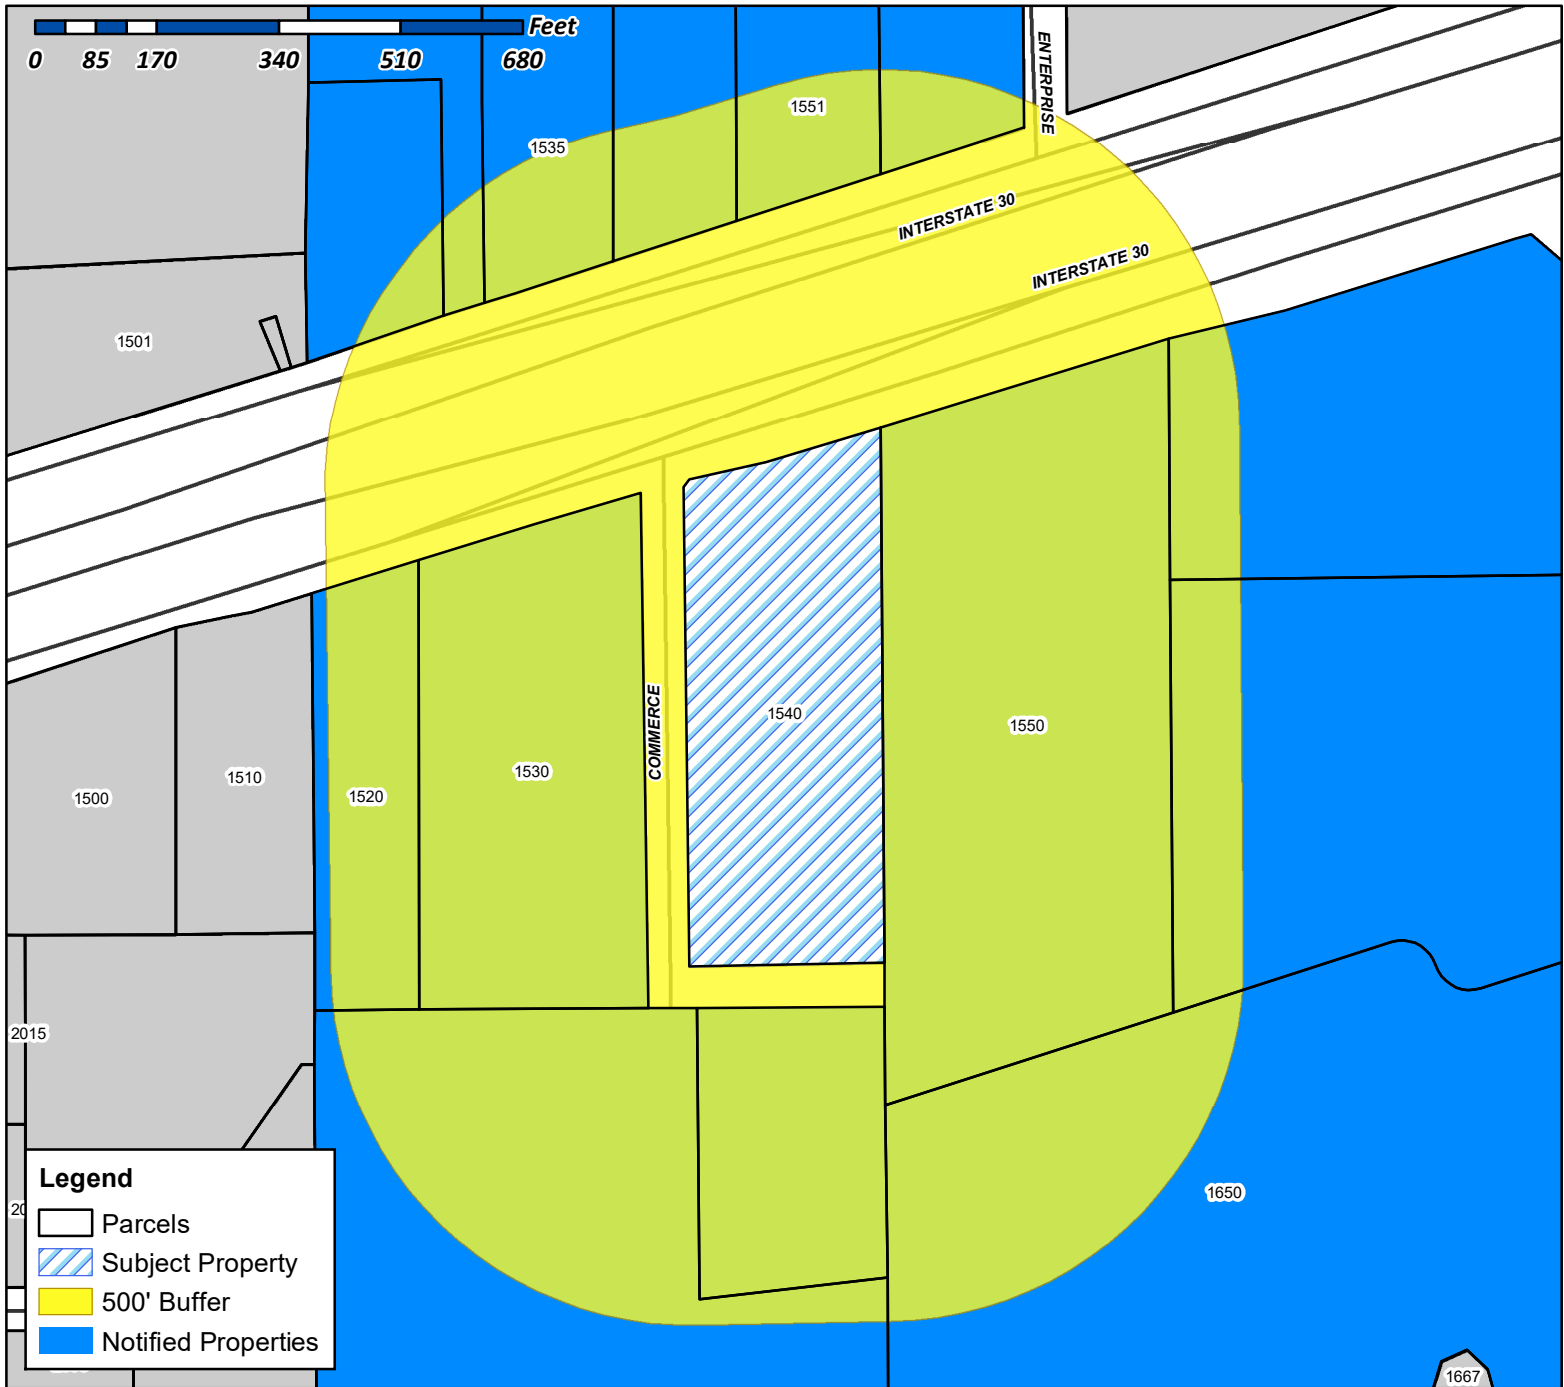 Feet
0 85 170 340 510 680
ENTERPRISE
1551
1535
INTERSTATE 30
INTERSTATE 30
1501
1540
1550
COMMERCE
1530
1520
1510
1500
2015
1650
1667
Legend
Parcels
Subject Property
500' Buffer
Notified Properties